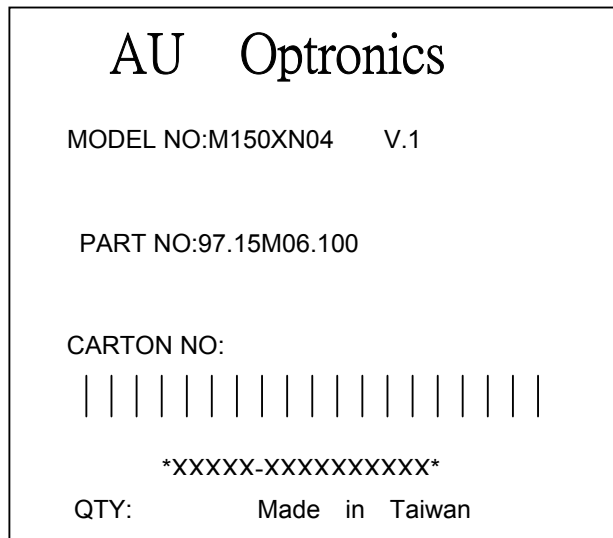 AU Optronics
MODEL NO:M150XN04 V.1
PART NO:97.15M06.100
CARTON NO:
*XXXXX-XXXXXXXXXX*
QTY: Made in Taiwan